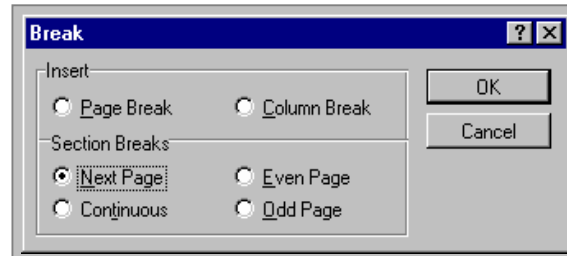 Break
Insert
Page Break Column Break
OK
Section Breaks
Cancel
Next Page Even Page
Continuous Odd Page